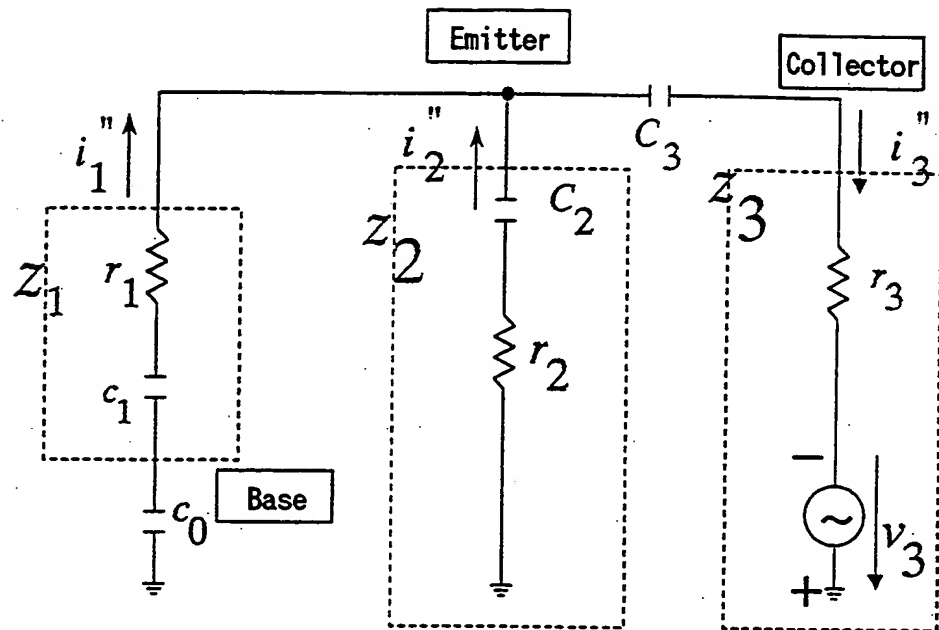 Emitter
Collector
i1"
i2"
C3
i3"
z1
r1
z2
C2
z3
r3
r2
c1
Base
c0
−
~
v3
+